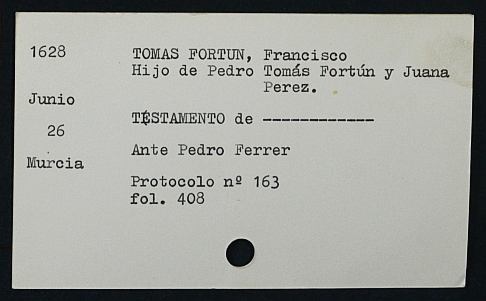 1628 TOMAS FORTUN, Francisco
Hijo de Pedro Tomás Fortún y Juana
Perez.
Junio
TESTAMENTO de ------------
26
Ante Pedro Ferrer
Murcia
Protocolo nº 163
fol. 408